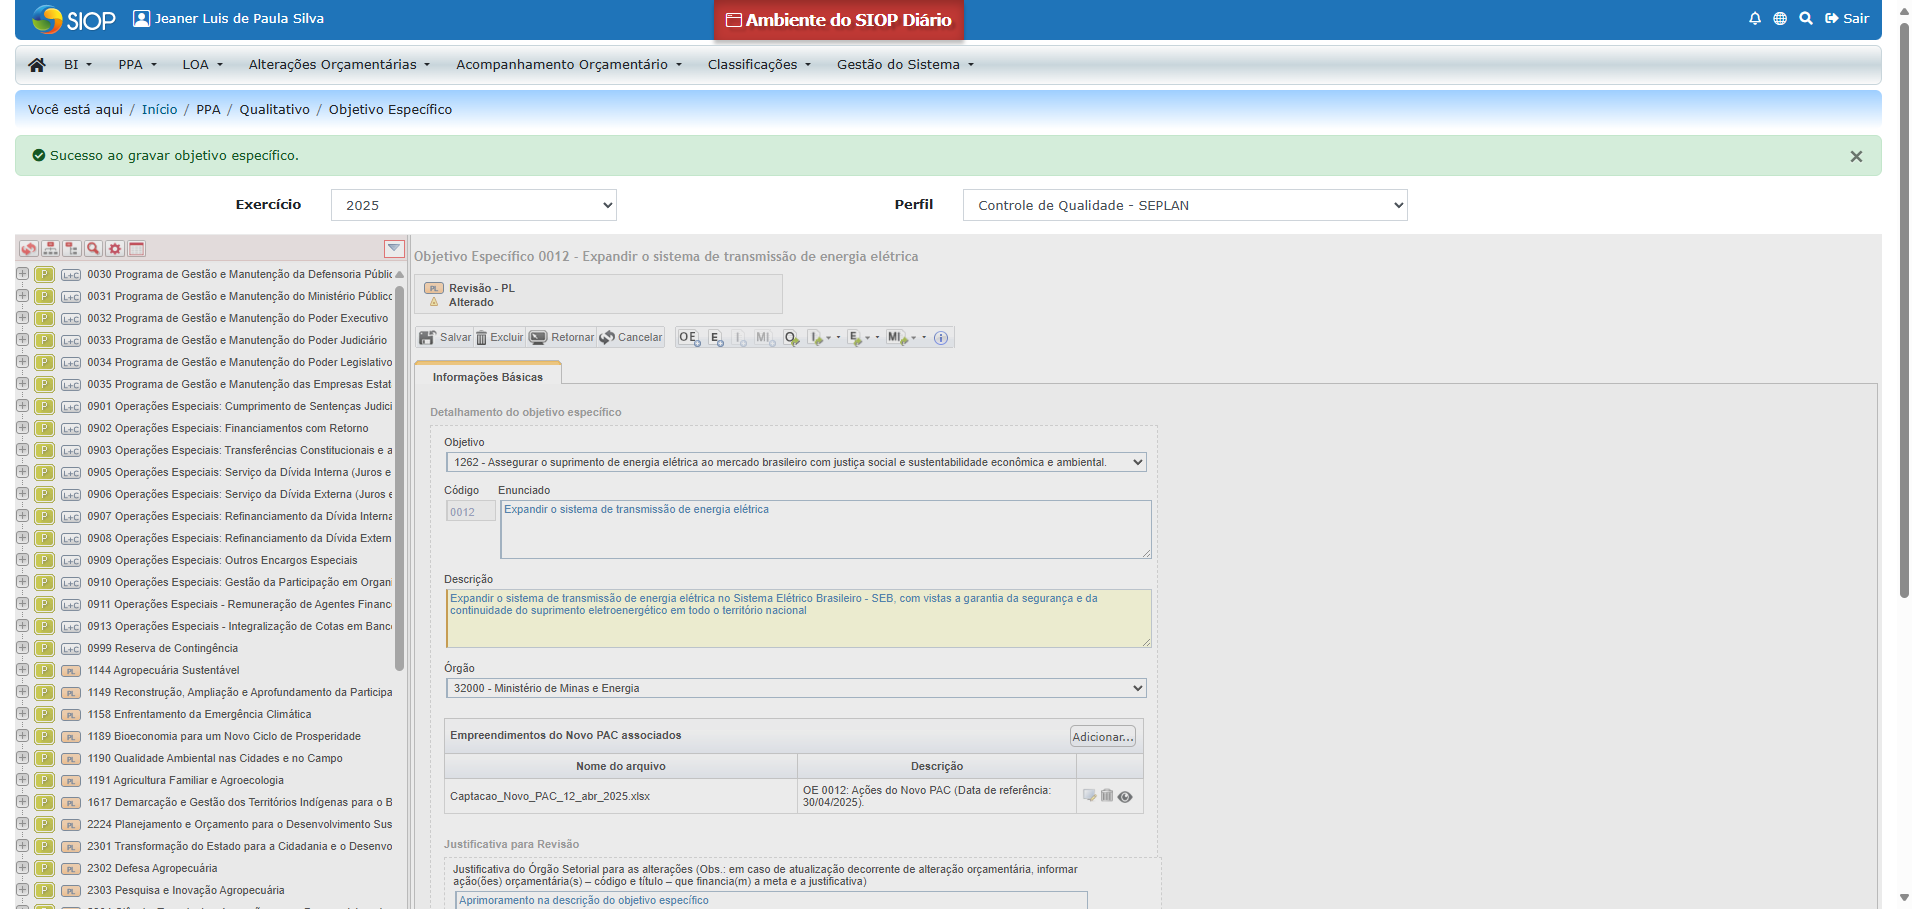 SIOP Jeaner Luis de Paula Silva Ambiente do SIOP Diário Sair
BI PPA LOA Alterações Orçamentárias Acompanhamento Orçamentário Classificações Gestão do Sistema
Você está aqui / Início / PPA / Qualitativo / Objetivo Específico
Sucesso ao gravar objetivo específico. ×
Exercício 2025 Perfil Controle de Qualidade - SEPLAN
P L+C 0030 Programa de Gestão e Manutenção da Defensoria Públic
P L+C 0031 Programa de Gestão e Manutenção do Ministério Público
P L+C 0032 Programa de Gestão e Manutenção do Poder Executivo
P L+C 0033 Programa de Gestão e Manutenção do Poder Judiciário
P L+C 0034 Programa de Gestão e Manutenção do Poder Legislativo
P L+C 0035 Programa de Gestão e Manutenção das Empresas Estat
P L+C 0901 Operações Especiais: Cumprimento de Sentenças Judici
P L+C 0902 Operações Especiais: Financiamentos com Retorno
P L+C 0903 Operações Especiais: Transferências Constitucionais e a
P L+C 0905 Operações Especiais: Serviço da Dívida Interna (Juros e
P L+C 0906 Operações Especiais: Serviço da Dívida Externa (Juros e
P L+C 0907 Operações Especiais: Refinanciamento da Dívida Interna
P L+C 0908 Operações Especiais: Refinanciamento da Dívida Extern
P L+C 0909 Operações Especiais: Outros Encargos Especiais
P L+C 0910 Operações Especiais: Gestão da Participação em Organi
P L+C 0911 Operações Especiais - Remuneração de Agentes Financ
P L+C 0913 Operações Especiais - Integralização de Cotas em Banc
P L+C 0999 Reserva de Contingência
P PL 1144 Agropecuária Sustentável
P PL 1149 Reconstrução, Ampliação e Aprofundamento da Participa
P PL 1158 Enfrentamento da Emergência Climática
P PL 1189 Bioeconomia para um Novo Ciclo de Prosperidade
P PL 1190 Qualidade Ambiental nas Cidades e no Campo
P PL 1191 Agricultura Familiar e Agroecologia
P PL 1617 Demarcação e Gestão dos Territórios Indígenas para o B
P PL 2224 Planejamento e Orçamento para o Desenvolvimento Sus
P PL 2301 Transformação do Estado para a Cidadania e o Desenvo
P PL 2302 Defesa Agropecuária
P PL 2303 Pesquisa e Inovação Agropecuária
Objetivo Específico 0012 - Expandir o sistema de transmissão de energia elétrica
PL Revisão - PL
Alterado
Salvar Excluir Retornar Cancelar OE E I MI O I E MI
Informações Básicas
Detalhamento do objetivo específico
Objetivo
1262 - Assegurar o suprimento de energia elétrica ao mercado brasileiro com justiça social e sustentabilidade econômica e ambiental.
Código Enunciado
0012 Expandir o sistema de transmissão de energia elétrica
Descrição
Expandir o sistema de transmissão de energia elétrica no Sistema Elétrico Brasileiro - SEB, com vistas a garantia da segurança e da
continuidade do suprimento eletroenergético em todo o território nacional
Órgão
32000 - Ministério de Minas e Energia
Empreendimentos do Novo PAC associados Adicionar...
Nome do arquivo Descrição
Captacao_Novo_PAC_12_abr_2025.xlsx
OE 0012: Ações do Novo PAC (Data de referência:
30/04/2025).
Justificativa para Revisão
Justificativa do Órgão Setorial para as alterações (Obs.: em caso de atualização decorrente de alteração orçamentária, informar
ação(ões) orçamentária(s) – código e título – que financia(m) a meta e a justificativa)
Aprimoramento na descrição do objetivo específico